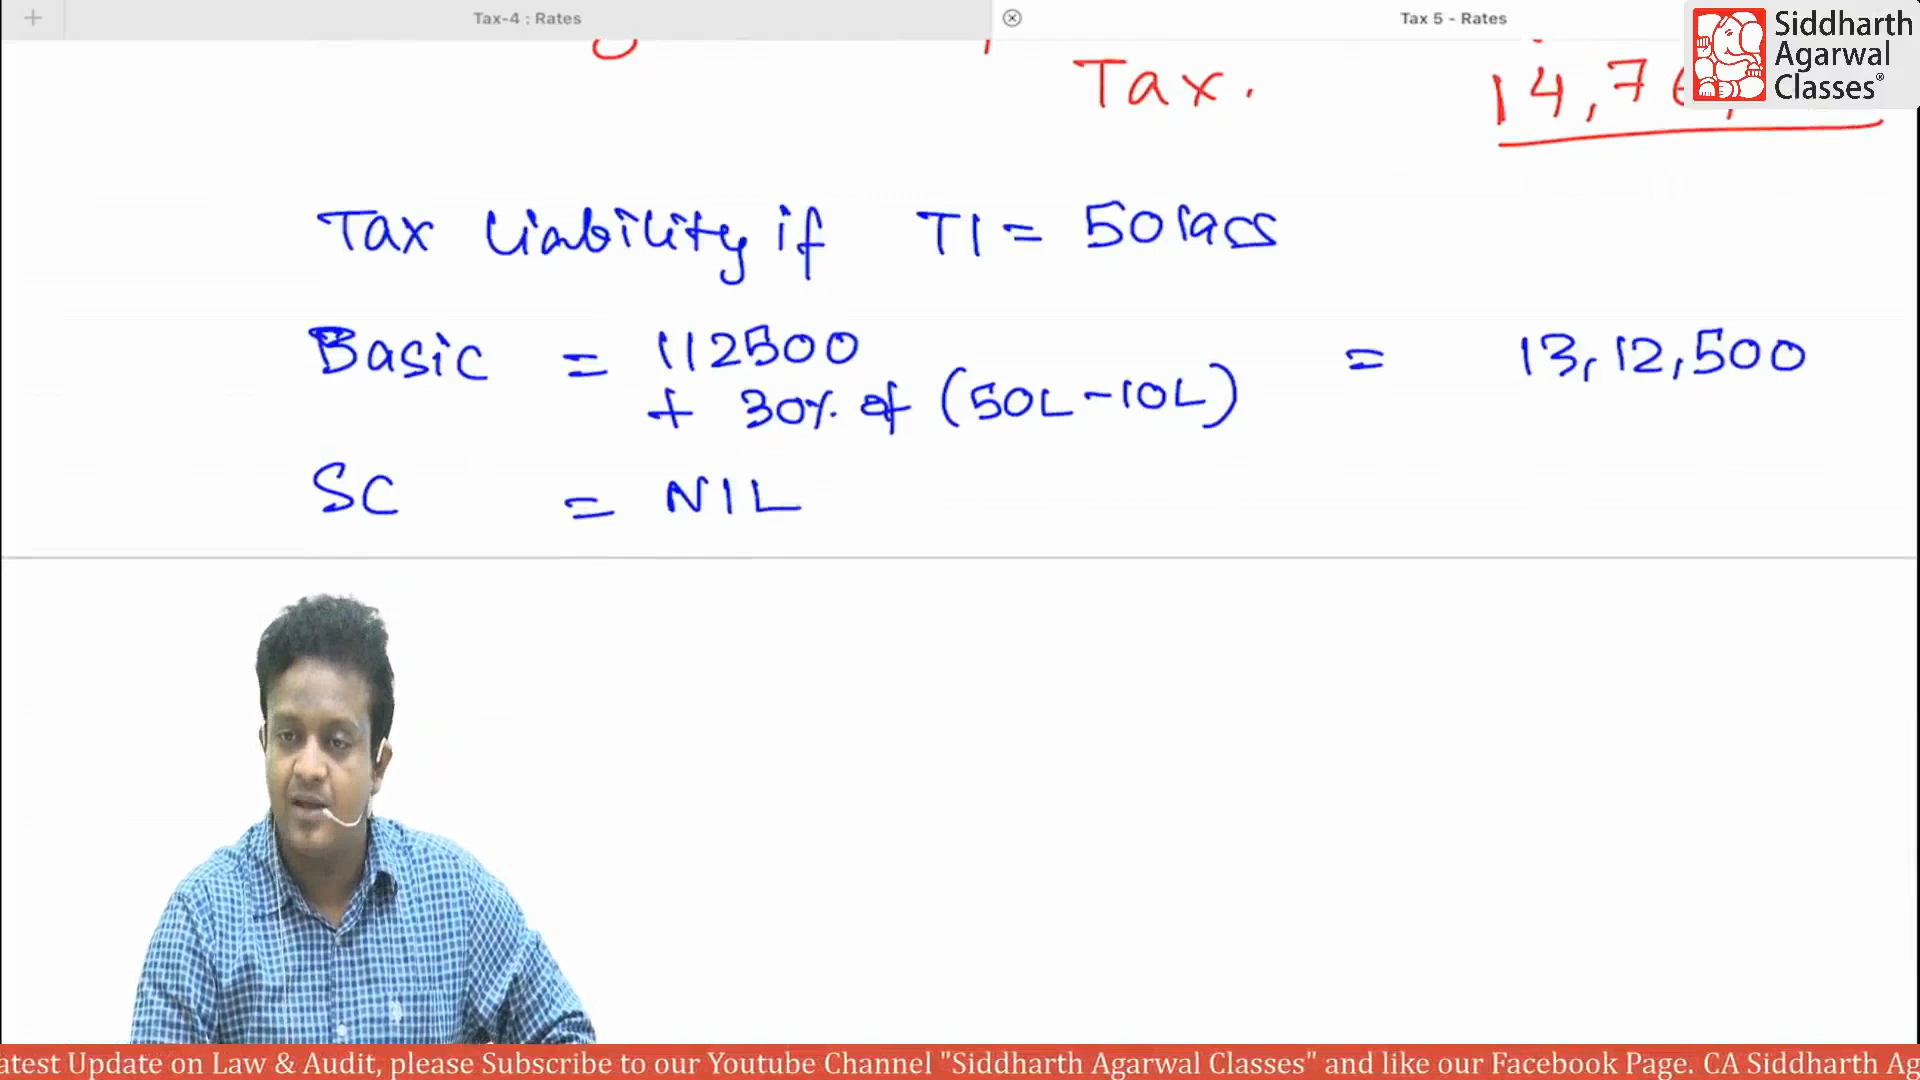 Tax-4 : Rates
Tax 5 - Rates
Siddharth
Agarwal
Classes®
Tax.
14,76
Tax liability if TI = 50 lacs
Basic = 112500 = 13,12,500
+ 30% of (50L - 10L)
SC = NIL
atest Update on Law & Audit, please Subscribe to our Youtube Channel "Siddharth Agarwal Classes" and like our Facebook Page. CA Siddharth Ag